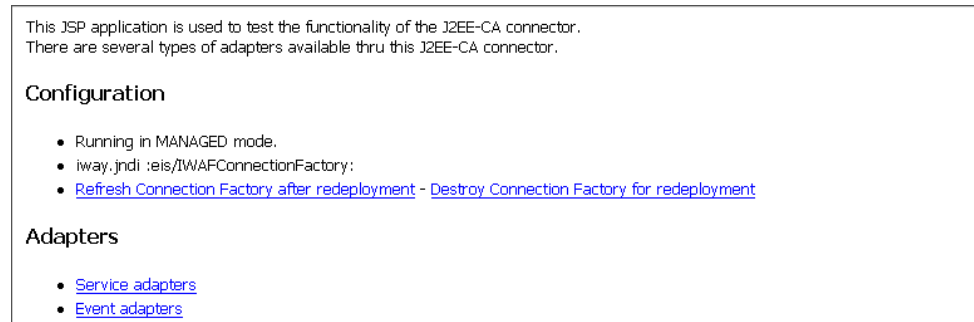 This JSP application is used to test the functionality of the J2EE-CA connector.
There are several types of adapters available thru this J2EE-CA connector.
Configuration
Running in MANAGED mode.
iway.jndi :eis/IWAFConnectionFactory:
Refresh Connection Factory after redeployment - Destroy Connection Factory for redeployment
Adapters
Service adapters
Event adapters